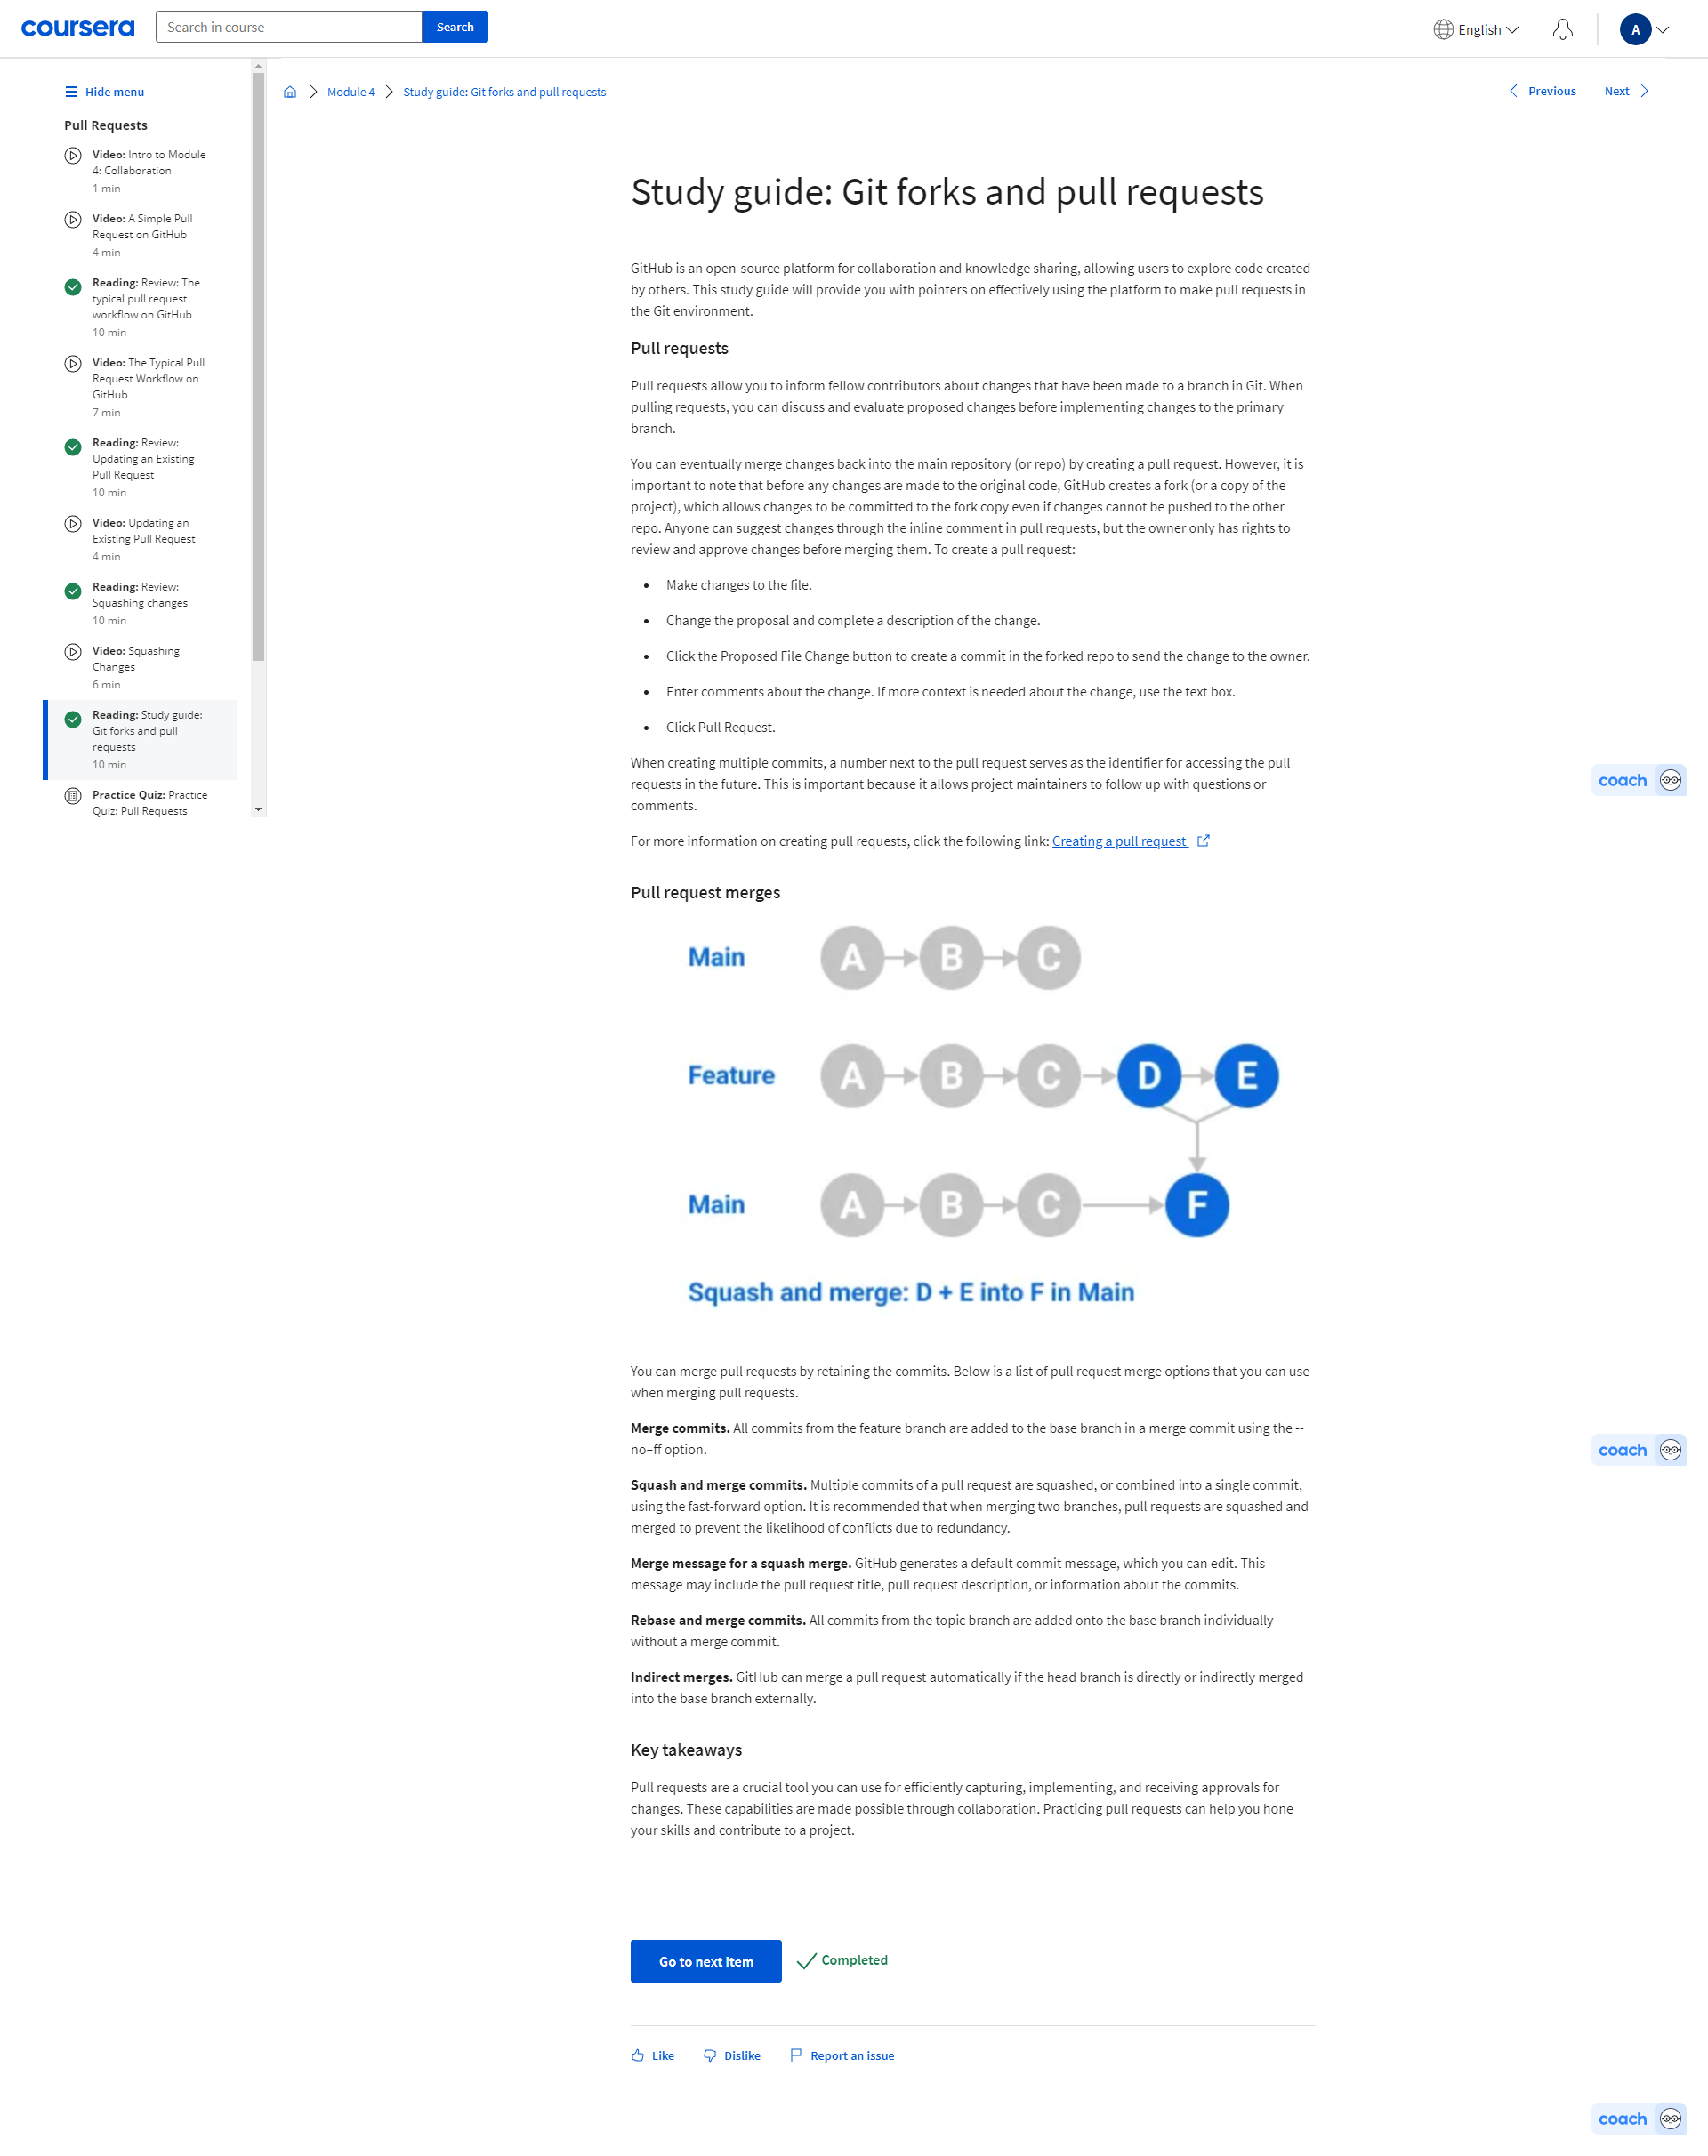 coursera
Search in course
Search
English
A
Hide menu
Pull Requests
Video: Intro to Module
4: Collaboration
1 min
Video: A Simple Pull
Request on GitHub
4 min
Reading: Review: The
typical pull request
workflow on GitHub
10 min
Video: The Typical Pull
Request Workflow on
GitHub
7 min
Reading: Review:
Updating an Existing
Pull Request
10 min
Video: Updating an
Existing Pull Request
4 min
Reading: Review:
Squashing changes
10 min
Video: Squashing
Changes
6 min
Reading: Study guide:
Git forks and pull
requests
10 min
Practice Quiz: Practice
Quiz: Pull Requests
Module 4
Study guide: Git forks and pull requests
Previous
Next
Study guide: Git forks and pull requests
GitHub is an open-source platform for collaboration and knowledge sharing, allowing users to explore code created
by others. This study guide will provide you with pointers on effectively using the platform to make pull requests in
the Git environment.
Pull requests
Pull requests allow you to inform fellow contributors about changes that have been made to a branch in Git. When
pulling requests, you can discuss and evaluate proposed changes before implementing changes to the primary
branch.
You can eventually merge changes back into the main repository (or repo) by creating a pull request. However, it is
important to note that before any changes are made to the original code, GitHub creates a fork (or a copy of the
project), which allows changes to be committed to the fork copy even if changes cannot be pushed to the other
repo. Anyone can suggest changes through the inline comment in pull requests, but the owner only has rights to
review and approve changes before merging them. To create a pull request:
• Make changes to the file.
• Change the proposal and complete a description of the change.
• Click the Proposed File Change button to create a commit in the forked repo to send the change to the owner.
• Enter comments about the change. If more context is needed about the change, use the text box.
• Click Pull Request.
When creating multiple commits, a number next to the pull request serves as the identifier for accessing the pull
requests in the future. This is important because it allows project maintainers to follow up with questions or
comments.
coach
For more information on creating pull requests, click the following link: Creating a pull request
Pull request merges
Main A B C
Feature A B C D E
Main A B C F
Squash and merge: D + E into F in Main
You can merge pull requests by retaining the commits. Below is a list of pull request merge options that you can use
when merging pull requests.
Merge commits. All commits from the feature branch are added to the base branch in a merge commit using the --
no–ff option.
coach
Squash and merge commits. Multiple commits of a pull request are squashed, or combined into a single commit,
using the fast-forward option. It is recommended that when merging two branches, pull requests are squashed and
merged to prevent the likelihood of conflicts due to redundancy.
Merge message for a squash merge. GitHub generates a default commit message, which you can edit. This
message may include the pull request title, pull request description, or information about the commits.
Rebase and merge commits. All commits from the topic branch are added onto the base branch individually
without a merge commit.
Indirect merges. GitHub can merge a pull request automatically if the head branch is directly or indirectly merged
into the base branch externally.
Key takeaways
Pull requests are a crucial tool you can use for efficiently capturing, implementing, and receiving approvals for
changes. These capabilities are made possible through collaboration. Practicing pull requests can help you hone
your skills and contribute to a project.
Go to next item
Completed
Like
Dislike
Report an issue
coach